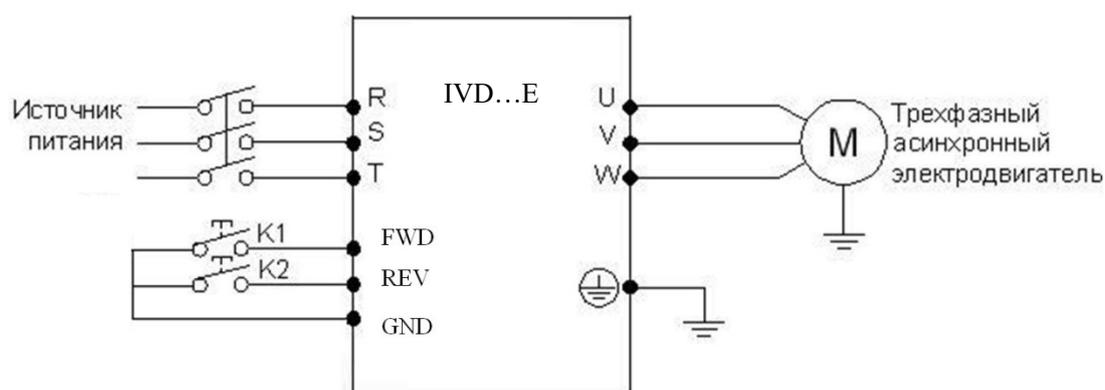 IVD...E
Источник
питания
R
S
T
U
V
W
M
Трехфазный
асинхронный
электродвигатель
K1
FWD
K2
REV
GND